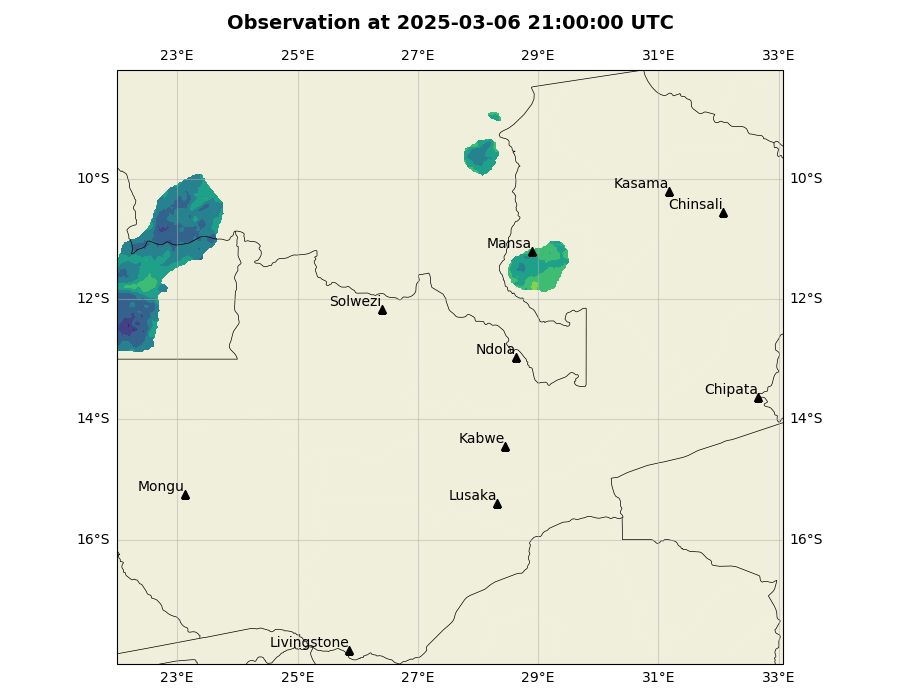 Observation at 2025-03-06 21:00:00 UTC
23°E 25°E 27°E 29°E 31°E 33°E
10°S 10°S
Kasama
Chinsali
Mansa
12°S 12°S
Solwezi
Ndola
Chipata
14°S 14°S
Kabwe
Mongu
Lusaka
16°S 16°S
Livingstone
23°E 25°E 27°E 29°E 31°E 33°E